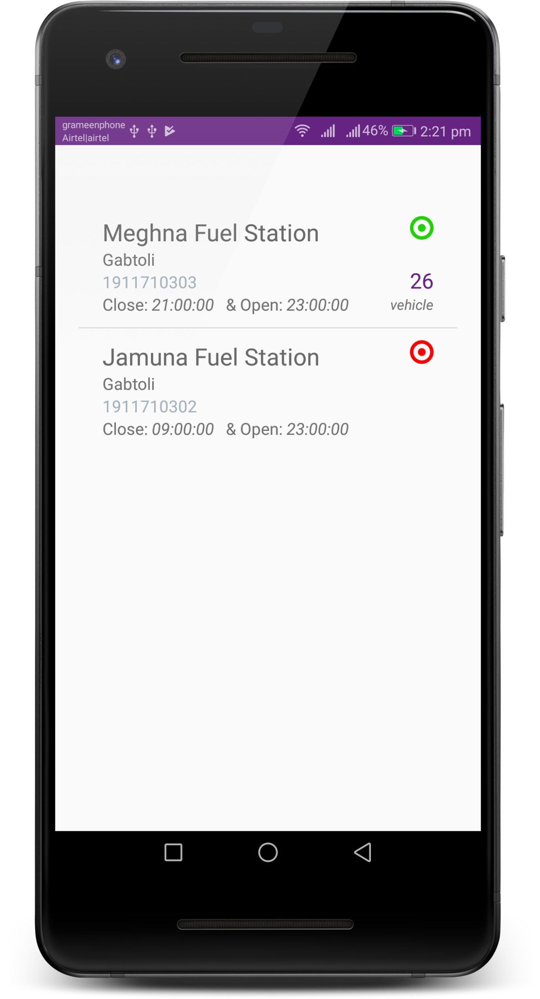 grameenphone
Airtel|airtel
46% 2:21 pm
Meghna Fuel Station
Gabtoli
1911710303
26
Close: 21:00:00 & Open: 23:00:00
vehicle
Jamuna Fuel Station
Gabtoli
1911710302
Close: 09:00:00 & Open: 23:00:00